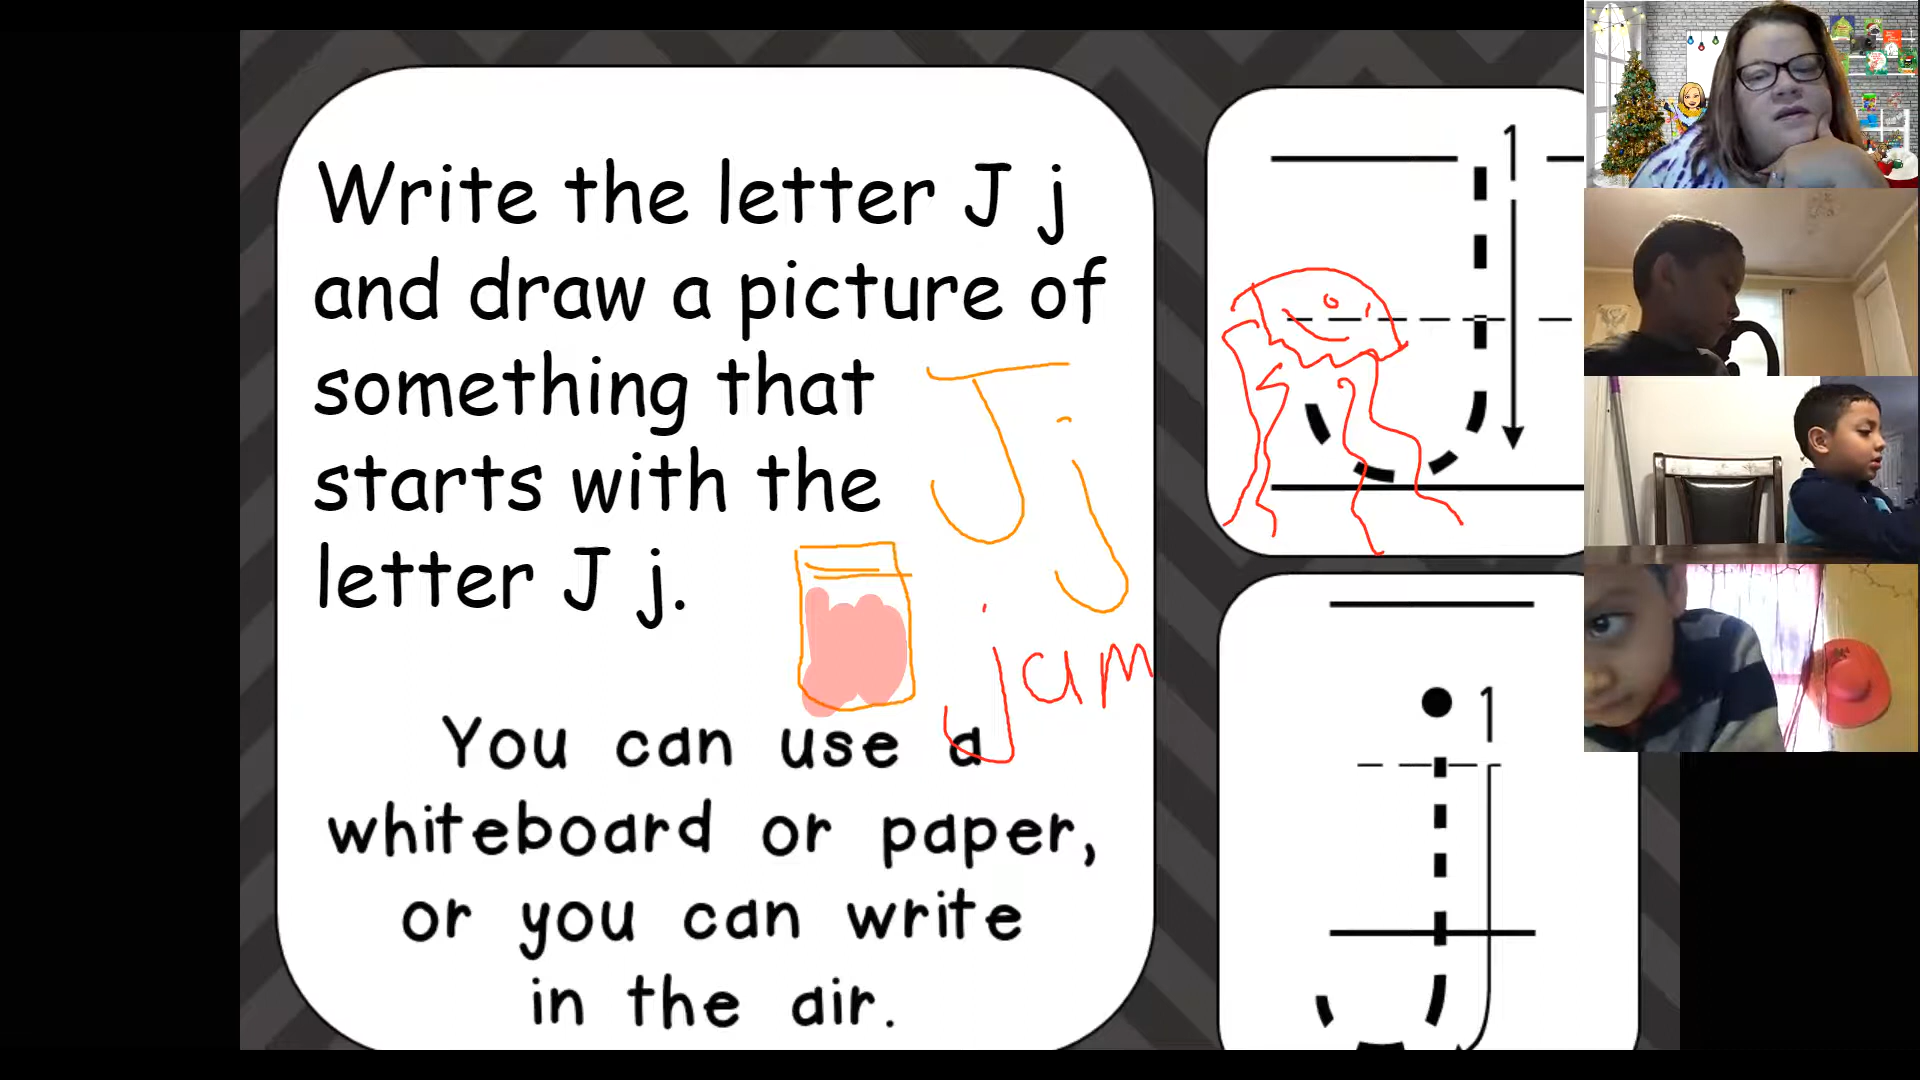 Write the letter J j
and draw a picture of
something that
starts with the
letter J j.
J j
jam
You can use a
whiteboard or paper,
or you can write
in the air.
1
1